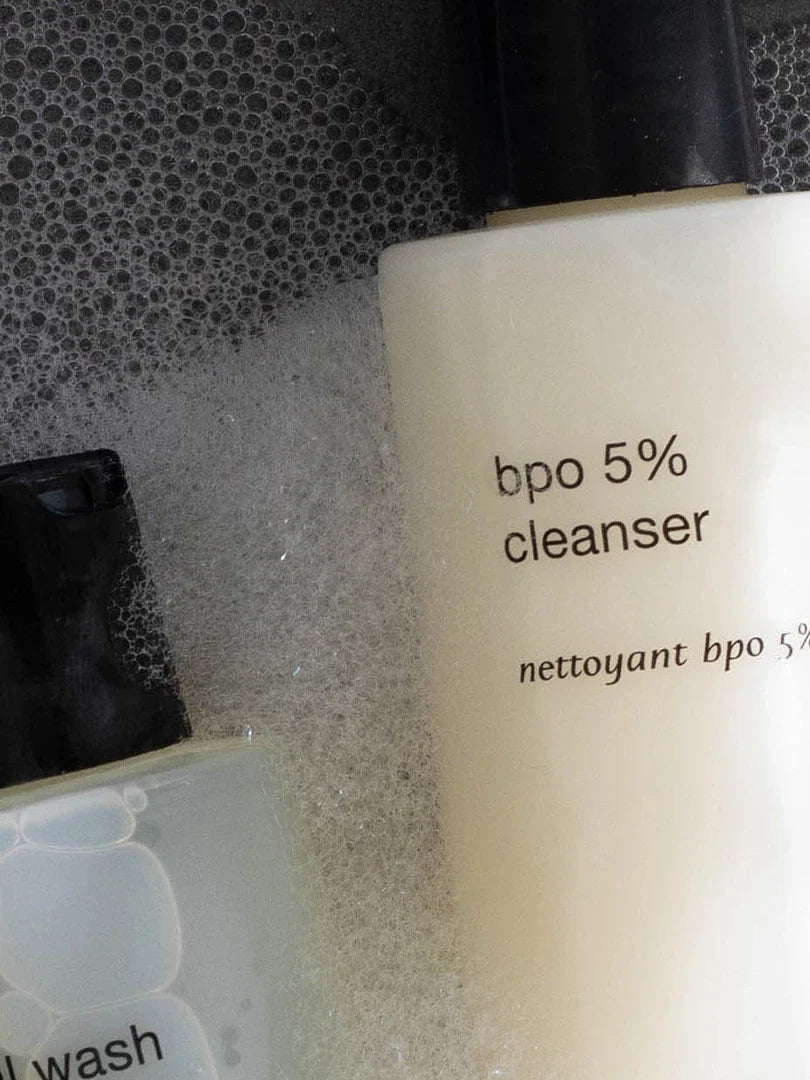 bpo 5%
cleanser
nettoyant bpo 5%
wash